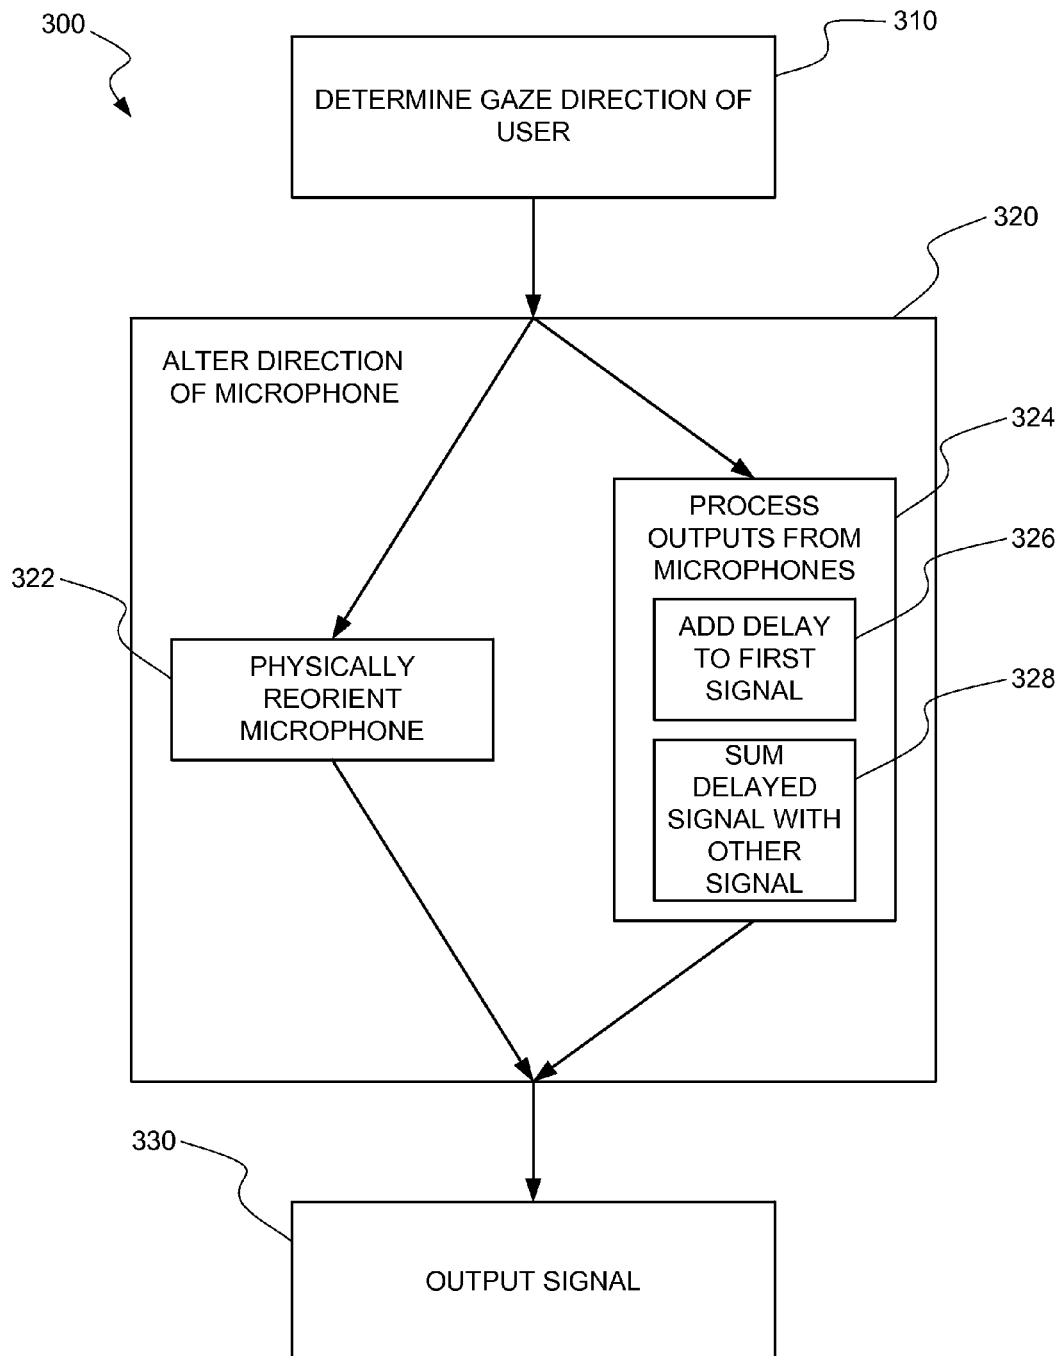 300
310
DETERMINE GAZE DIRECTION OF
USER
320
ALTER DIRECTION
OF MICROPHONE
324
PROCESS
OUTPUTS FROM
MICROPHONES
326
322
ADD DELAY
TO FIRST
SIGNAL
PHYSICALLY
REORIENT
MICROPHONE
328
SUM
DELAYED
SIGNAL WITH
OTHER
SIGNAL
330
OUTPUT SIGNAL